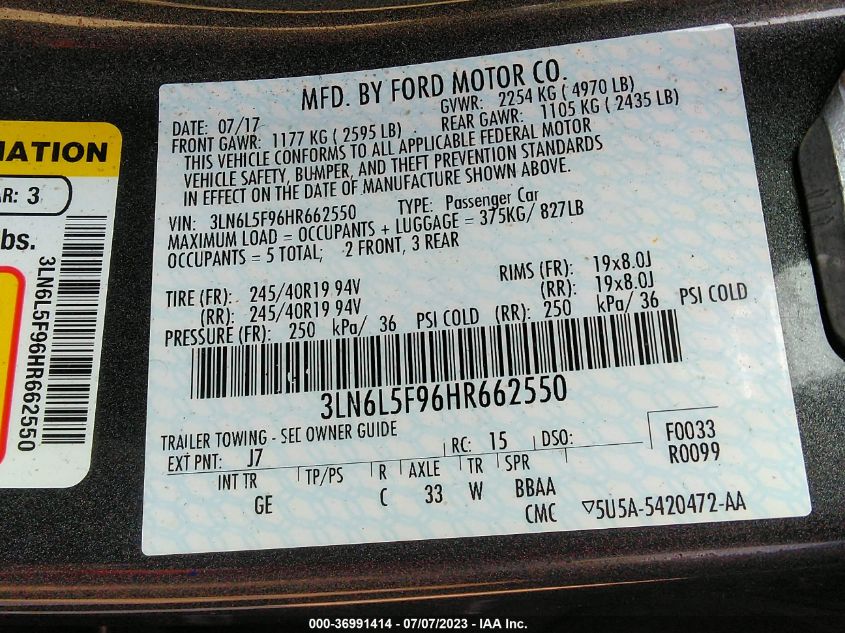 MFD. BY FORD MOTOR CO.
DATE: 07/17 GVWR: 2254 KG ( 4970 LB)
FRONT GAWR: 1177 KG ( 2595 LB) REAR GAWR: 1105 KG ( 2435 LB)
THIS VEHICLE CONFORMS TO ALL APPLICABLE FEDERAL MOTOR
VEHICLE SAFETY, BUMPER, AND THEFT PREVENTION STANDARDS
IN EFFECT ON THE DATE OF MANUFACTURE SHOWN ABOVE.
VIN: 3LN6L5F96HR662550 TYPE: Passenger Car
MAXIMUM LOAD = OCCUPANTS + LUGGAGE = 375KG/ 827LB
OCCUPANTS = 5 TOTAL; 2 FRONT, 3 REAR
TIRE (FR): 245/40R19 94V RIMS (FR): 19x8.0J
(RR): 245/40R19 94V (RR): 19x8.0J
PRESSURE (FR): 250 kPa/ 36 PSI COLD (RR): 250 kPa/ 36 PSI COLD
3LN6L5F96HR662550
TRAILER TOWING - SEE OWNER GUIDE
EXT PNT: J7 RC: 15 DSO: F0033
R0099
INT TR TP/PS R AXLE TR SPR
GE C 33 W BBAA
CMC ▽5U5A-5420472-AA
MATION
AR: 3
bs.
3LN6L5F96HR662550
000-36991414 / 07/07/2023 - IAA Inc.